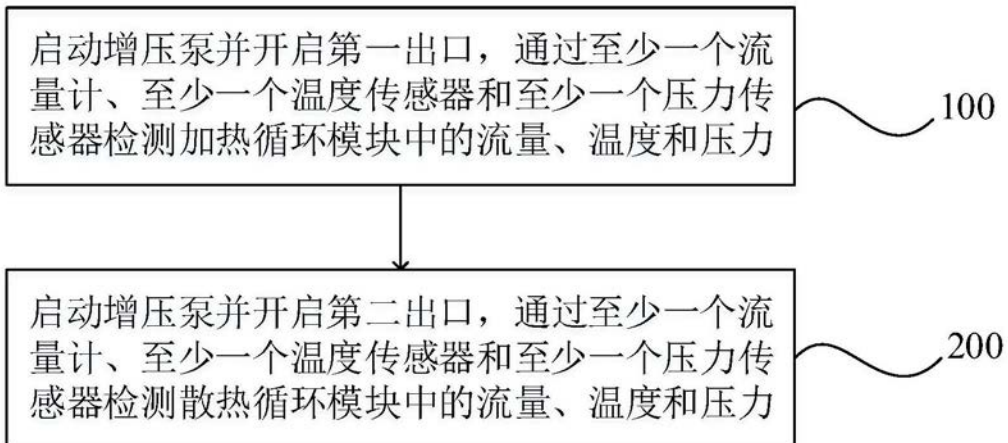 启动增压泵并开启第一出口，通过至少一个流
量计、至少一个温度传感器和至少一个压力传
感器检测加热循环模块中的流量、温度和压力
100
启动增压泵并开启第二出口，通过至少一个流
量计、至少一个温度传感器和至少一个压力传
感器检测散热循环模块中的流量、温度和压力
200